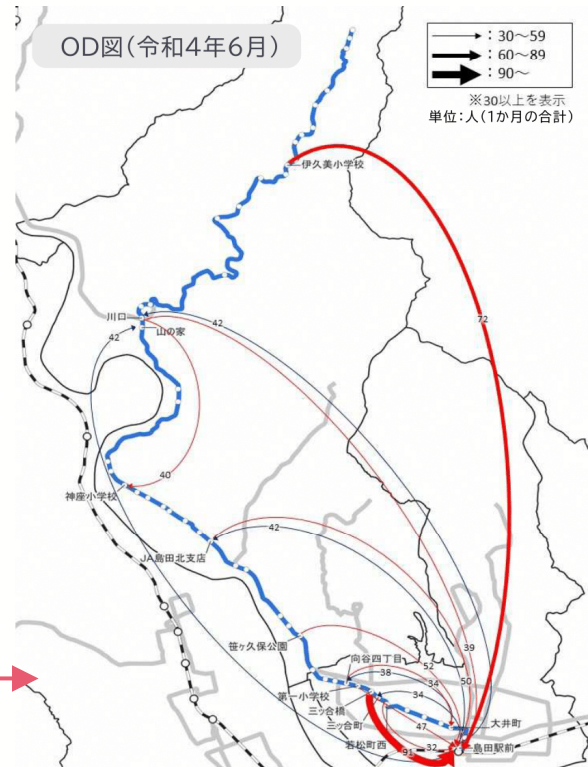 OD図(令和4年6月)
：30～59
：60～89
：90～
※30以上を表示
単位：人(1か月の合計)
伊久美小学校
72
川口
42
山の家
42
40
神座小学校
42
JA島田北支店
笹ヶ久保公園
向谷四丁目
52
39
38
50
第一小学校
34
34
三ッ合橋
三ッ合町
47
大井町
若松町西
91
32
島田駅前